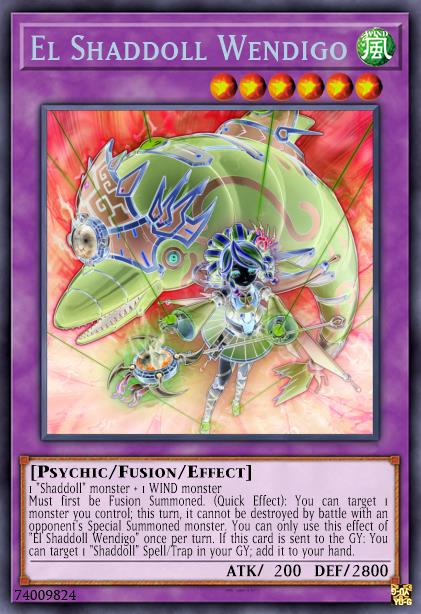 El Shaddoll Wendigo
WIND
風
[Psychic/Fusion/Effect]
1 "Shaddoll" monster + 1 WIND monster
Must first be Fusion Summoned. (Quick Effect): You can target 1
monster you control; this turn, it cannot be destroyed by battle with an
opponent's Special Summoned monster. You can only use this effect of
"El Shaddoll Wendigo" once per turn. If this card is sent to the GY: You
can target 1 "Shaddoll" Spell/Trap in your GY; add it to your hand.
ATK/ 200 DEF/2800
74009824